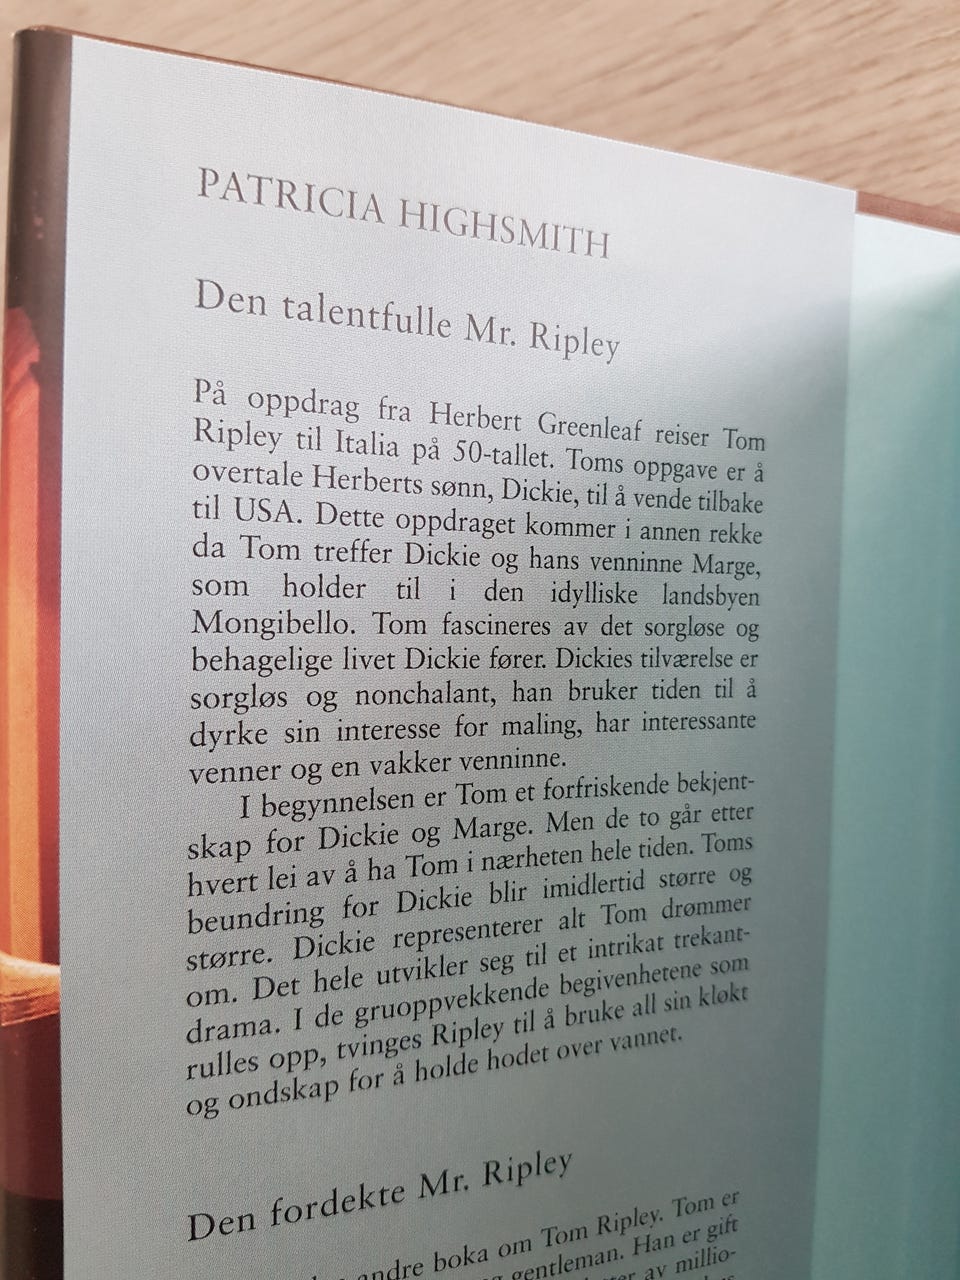 PATRICIA HIGHSMITH
Den talentfulle Mr. Ripley
På oppdrag fra Herbert Greenleaf reiser Tom
Ripley til Italia på 50-tallet. Toms oppgave er å
overtale Herberts sønn, Dickie, til å vende tilbake
til USA. Dette oppdraget kommer i annen rekke
da Tom treffer Dickie og hans venninne Marge,
som holder til i den idylliske landsbyen
Mongibello. Tom fascineres av det sorgløse og
behagelige livet Dickie fører. Dickies tilværelse er
sorgløs og nonchalant, han bruker tiden til å
dyrke sin interesse for maling, har interessante
venner og en vakker venninne.
I begynnelsen er Tom et forfriskende bekjent-
skap for Dickie og Marge. Men de to går etter
hvert lei av å ha Tom i nærheten hele tiden. Toms
beundring for Dickie blir imidlertid større og
større. Dickie representerer alt Tom drømmer
om. Det hele utvikler seg til et intrikat trekant-
drama. I de gruoppvekkende begivenhetene som
rulles opp, tvinges Ripley til å bruke all sin kløkt
og ondskap for å holde hodet over vannet.
Den fordekte Mr. Ripley
andre boka om Tom Ripley. Tom er
gentleman. Han er gift
av millio-